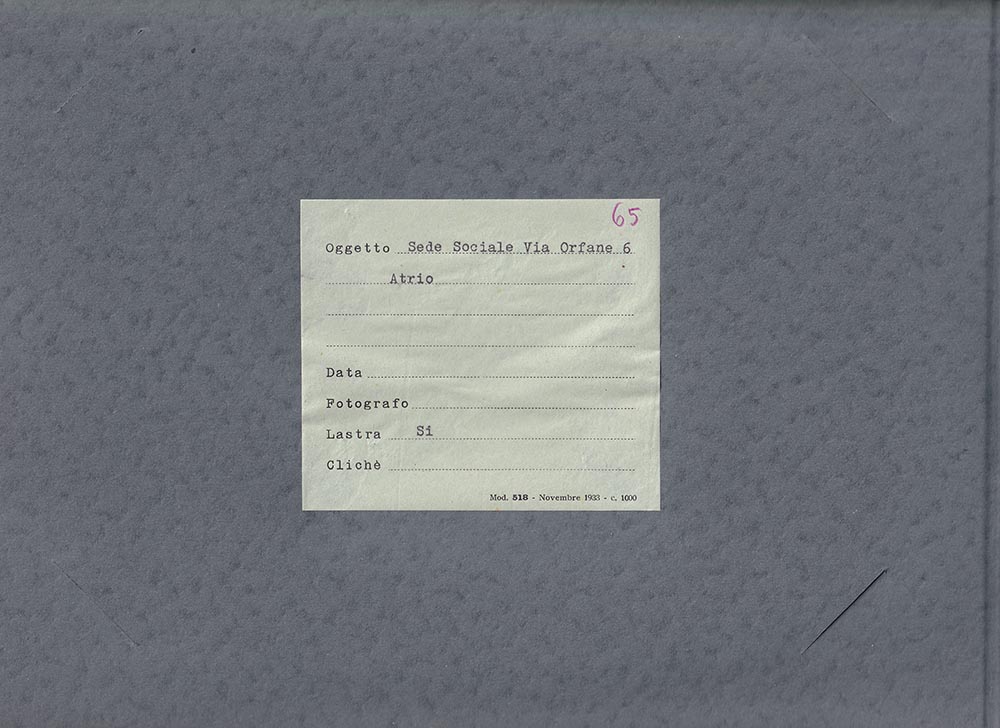 65
Oggetto Sede Sociale Via Orfane 6
Atrio
Data
Fotografo
Lastra Si
Clichè
Mod. 518 - Novembre 1933 - c. 1000